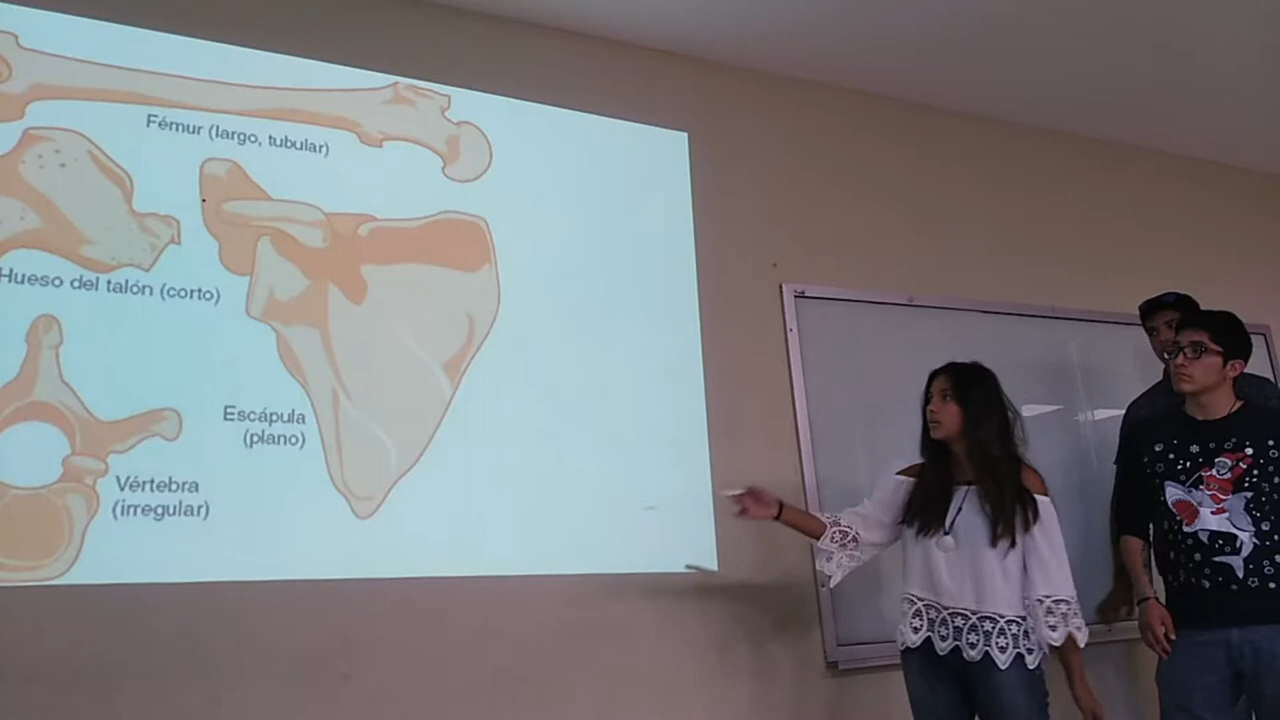 Fémur (largo, tubular)
Hueso del talón (corto)
Escápula
(plano)
Vértebra
(irregular)